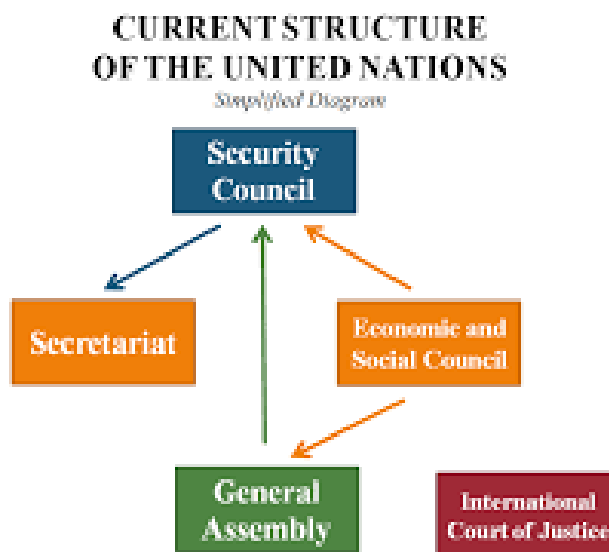 CURRENT STRUCTURE
OF THE UNITED NATIONS
Simplified Diagram
Security
Council
Secretariat
Economic and
Social Council
General
Assembly
International
Court of Justice